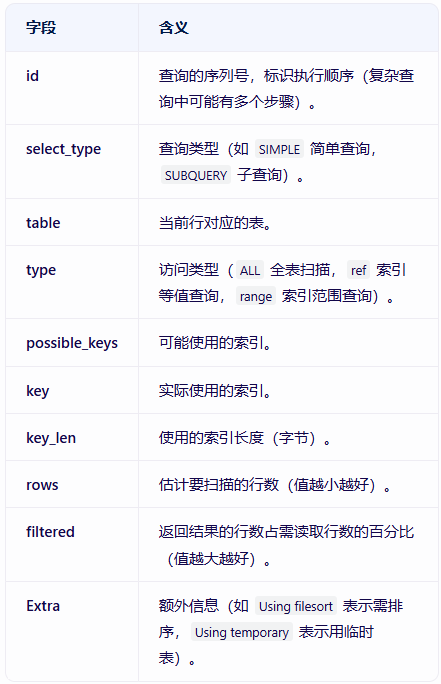 字段 含义
id 查询的序列号，标识执行顺序（复杂查
询中可能有多个步骤）。
select_type 查询类型（如 SIMPLE 简单查询，
SUBQUERY 子查询）。
table 当前行对应的表。
type 访问类型（ ALL 全表扫描， ref 索引
等值查询， range 索引范围查询）。
possible_keys 可能使用的索引。
key 实际使用的索引。
key_len 使用的索引长度（字节）。
rows 估计要扫描的行数（值越小越好）。
filtered 返回结果的行数占需读取行数的百分比
（值越大越好）。
Extra 额外信息（如 Using filesort 表示需排
序， Using temporary 表示用临时
表）。